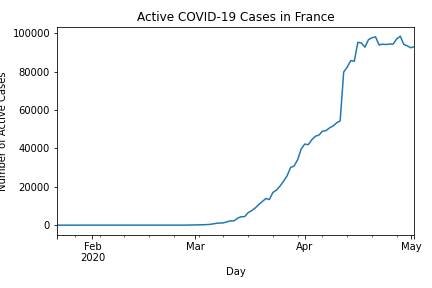 Active COVID-19 Cases in France
Number of Active Cases
100000
80000
60000
40000
20000
0
Feb
2020
Mar
Apr
May
Day